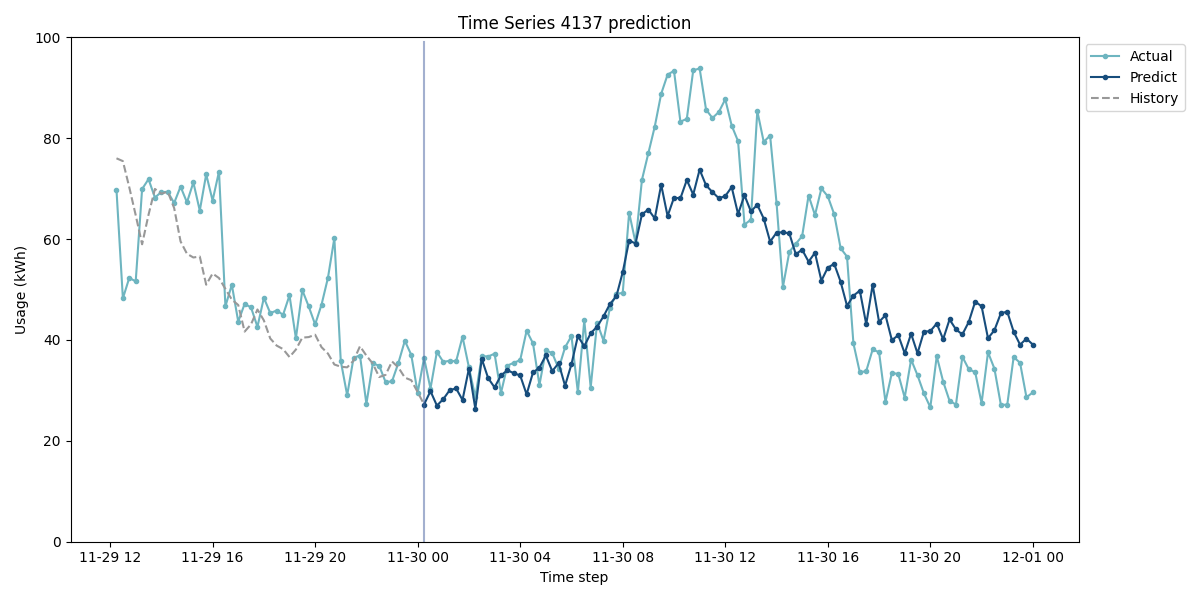 Time Series 4137 prediction
Actual
Predict
History
Usage (kWh)
100
80
60
40
20
0
11-29 12
11-29 16
11-29 20
11-30 00
11-30 04
11-30 08
11-30 12
11-30 16
11-30 20
12-01 00
Time step